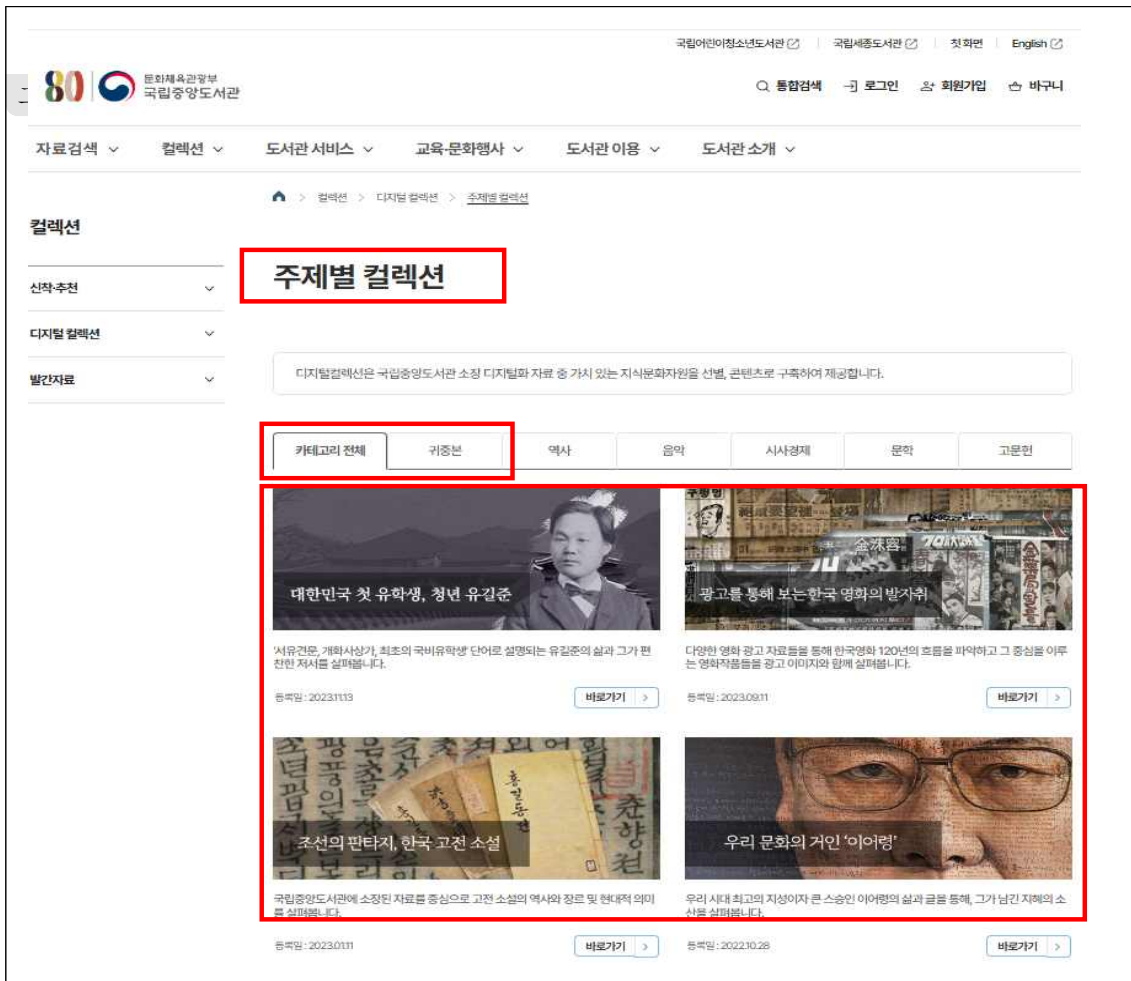 국립어린이청소년도서관 국립세종도서관 첫화면 English
80 문화체육관광부
국립중앙도서관
통합검색 로그인 회원가입 바구니
자료검색 컬렉션 도서관 서비스 교육·문화행사 도서관 이용 도서관 소개
> 컬렉션 > 디지털 컬렉션 > 주제별 컬렉션
컬렉션
신착·추천
디지털 컬렉션
발간자료
주제별 컬렉션
디지털컬렉션은 국립중앙도서관 소장 디지털화 자료 중 가치 있는 지식문화자원을 선별, 콘텐츠로 구축하여 제공합니다.
카테고리 전체 귀중본 역사 음악 시사경제 문학 고문헌
대한민국 첫 유학생, 청년 유길준
'서유견문, 개화사상가, 최초의 국비유학생' 단어로 설명되는 유길준의 삶과 그가 편
찬한 저서를 살펴봅니다.
등록일 : 2023.11.13 바로가기 >
광고를 통해 보는 한국 영화의 발자취
다양한 영화 광고 자료들을 통해 한국영화 120년의 흐름을 파악하고 그 중심을 이루
는 영화작품들을 광고 이미지와 함께 살펴봅니다.
등록일 : 2023.09.11 바로가기 >
홍길동전
춘향전
조선의 판타지, 한국 고전 소설
국립중앙도서관에 소장된 자료를 중심으로 고전 소설의 역사와 장르 및 현대적 의미
를 살펴봅니다.
등록일 : 2023.01.11 바로가기 >
우리 문화의 거인 '이어령'
우리 시대 최고의 지성이자 큰 스승인 이어령의 삶과 글을 통해, 그가 남긴 지혜의 소
산을 살펴봅니다.
등록일 : 2022.10.28 바로가기 >